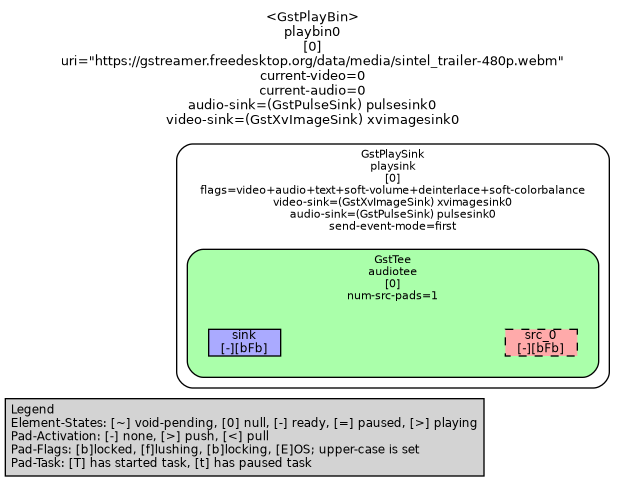 <GstPlayBin>
playbin0
[0]
uri="https://gstreamer.freedesktop.org/data/media/sintel_trailer-480p.webm"
current-video=0
current-audio=0
audio-sink=(GstPulseSink) pulsesink0
video-sink=(GstXvImageSink) xvimagesink0
GstPlaySink
playsink
[0]
flags=video+audio+text+soft-volume+deinterlace+soft-colorbalance
video-sink=(GstXvImageSink) xvimagesink0
audio-sink=(GstPulseSink) pulsesink0
send-event-mode=first
GstTee
audiotee
[0]
num-src-pads=1
sink
[-][bFb]
src_0
[-][bFb]
Legend
Element-States: [~] void-pending, [0] null, [-] ready, [=] paused, [>] playing
Pad-Activation: [-] none, [>] push, [<] pull
Pad-Flags: [b]locked, [f]lushing, [b]locking, [E]OS; upper-case is set
Pad-Task: [T] has started task, [t] has paused task